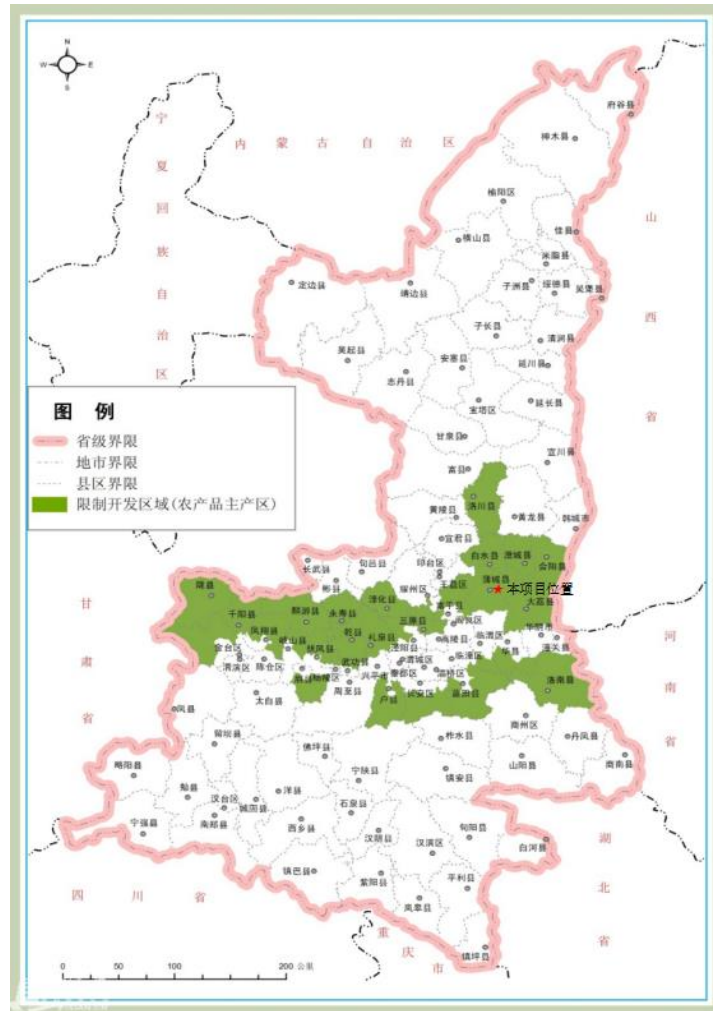 N
W E
S
宁夏回族自治区
内蒙古自治区
山西省
府谷县
神木县
榆阳区
佳县
横山县
米脂县
定边县
靖边县
子洲县
绥德县
吴堡县
子长县
清涧县
吴起县
安塞县
延川县
志丹县
宝塔区
延长县
甘泉县
宜川县
富县
图 例
省级界限
地市界限
县区界限
限制开发区域(农产品主产区)
洛川县
黄陵县
黄龙县
韩城市
宜君县
白水县
澄城县
合阳县
长武县
旬邑县
印台区
王益区
彬县
耀州区
蒲城县
本项目位置
陇县
淳化县
大荔县
千阳县
麟游县
永寿县
富平县
甘肃省
凤翔县
乾县
礼泉县
三原县
阎良区
华阴市
岐山县
扶风县
泾阳县
高陵县
临渭区
华县
潼关县
河南省
金台区
渭滨区
陈仓区
眉县
杨陵区
武功县
兴平市
秦都区
渭城区
灞桥区
临潼区
周至县
户县
长安区
蓝田县
洛南县
太白县
凤县
商州区
丹凤县
留坝县
佛坪县
柞水县
山阳县
商南县
略阳县
宁陕县
镇安县
勉县
汉台区
洋县
城固县
石泉县
宁强县
南郑县
西乡县
汉阴县
汉滨区
旬阳县
白河县
湖北省
镇巴县
紫阳县
平利县
四川省
岚皋县
重庆市
镇坪县
0 50 100 200 公里